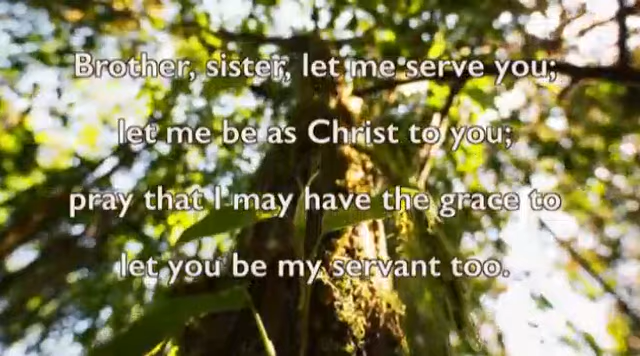 Brother, sister, let me serve you;
let me be as Christ to you;
pray that I may have the grace to
let you be my servant too.